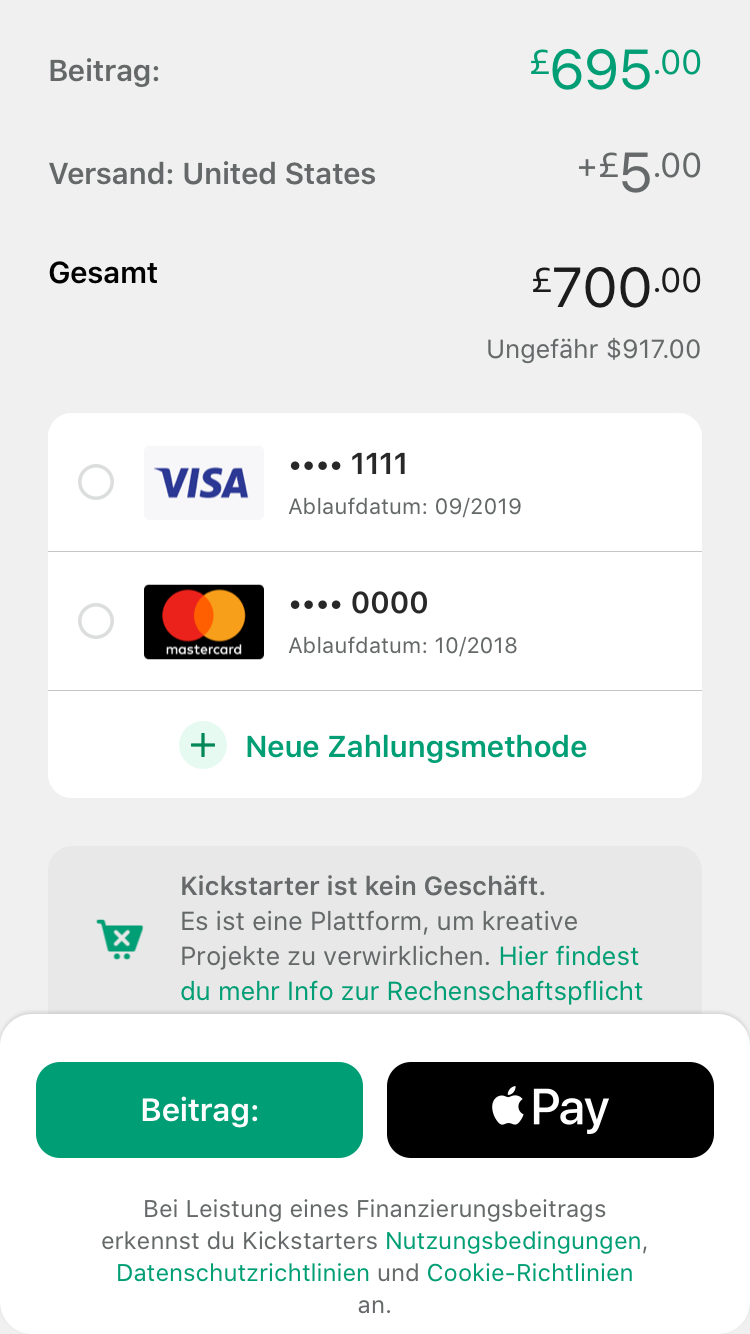 Beitrag: £695.00
Versand: United States +£5.00
Gesamt £700.00
Ungefähr $917.00
VISA •••• 1111
Ablaufdatum: 09/2019
•••• 0000
mastercard Ablaufdatum: 10/2018
+ Neue Zahlungsmethode
Kickstarter ist kein Geschäft.
Es ist eine Plattform, um kreative
Projekte zu verwirklichen. Hier findest
du mehr Info zur Rechenschaftspflicht
Beitrag: Pay
Bei Leistung eines Finanzierungsbeitrags
erkennst du Kickstarters Nutzungsbedingungen,
Datenschutzrichtlinien und Cookie-Richtlinien
an.